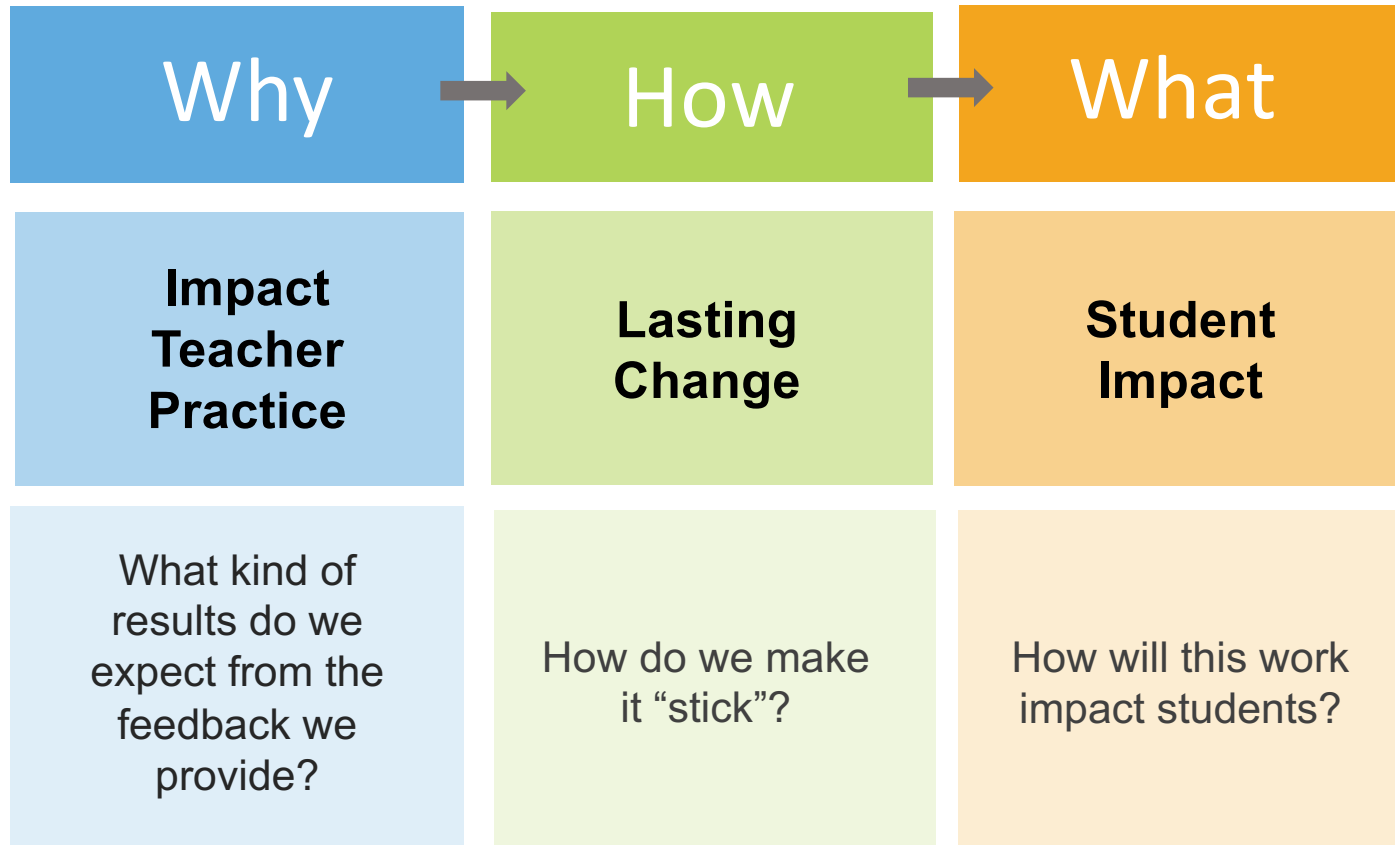 Why
How
What
Impact
Teacher
Practice
Lasting
Change
Student
Impact
What kind of
results do we
expect from the
feedback we
provide?
How do we make
it “stick”?
How will this work
impact students?